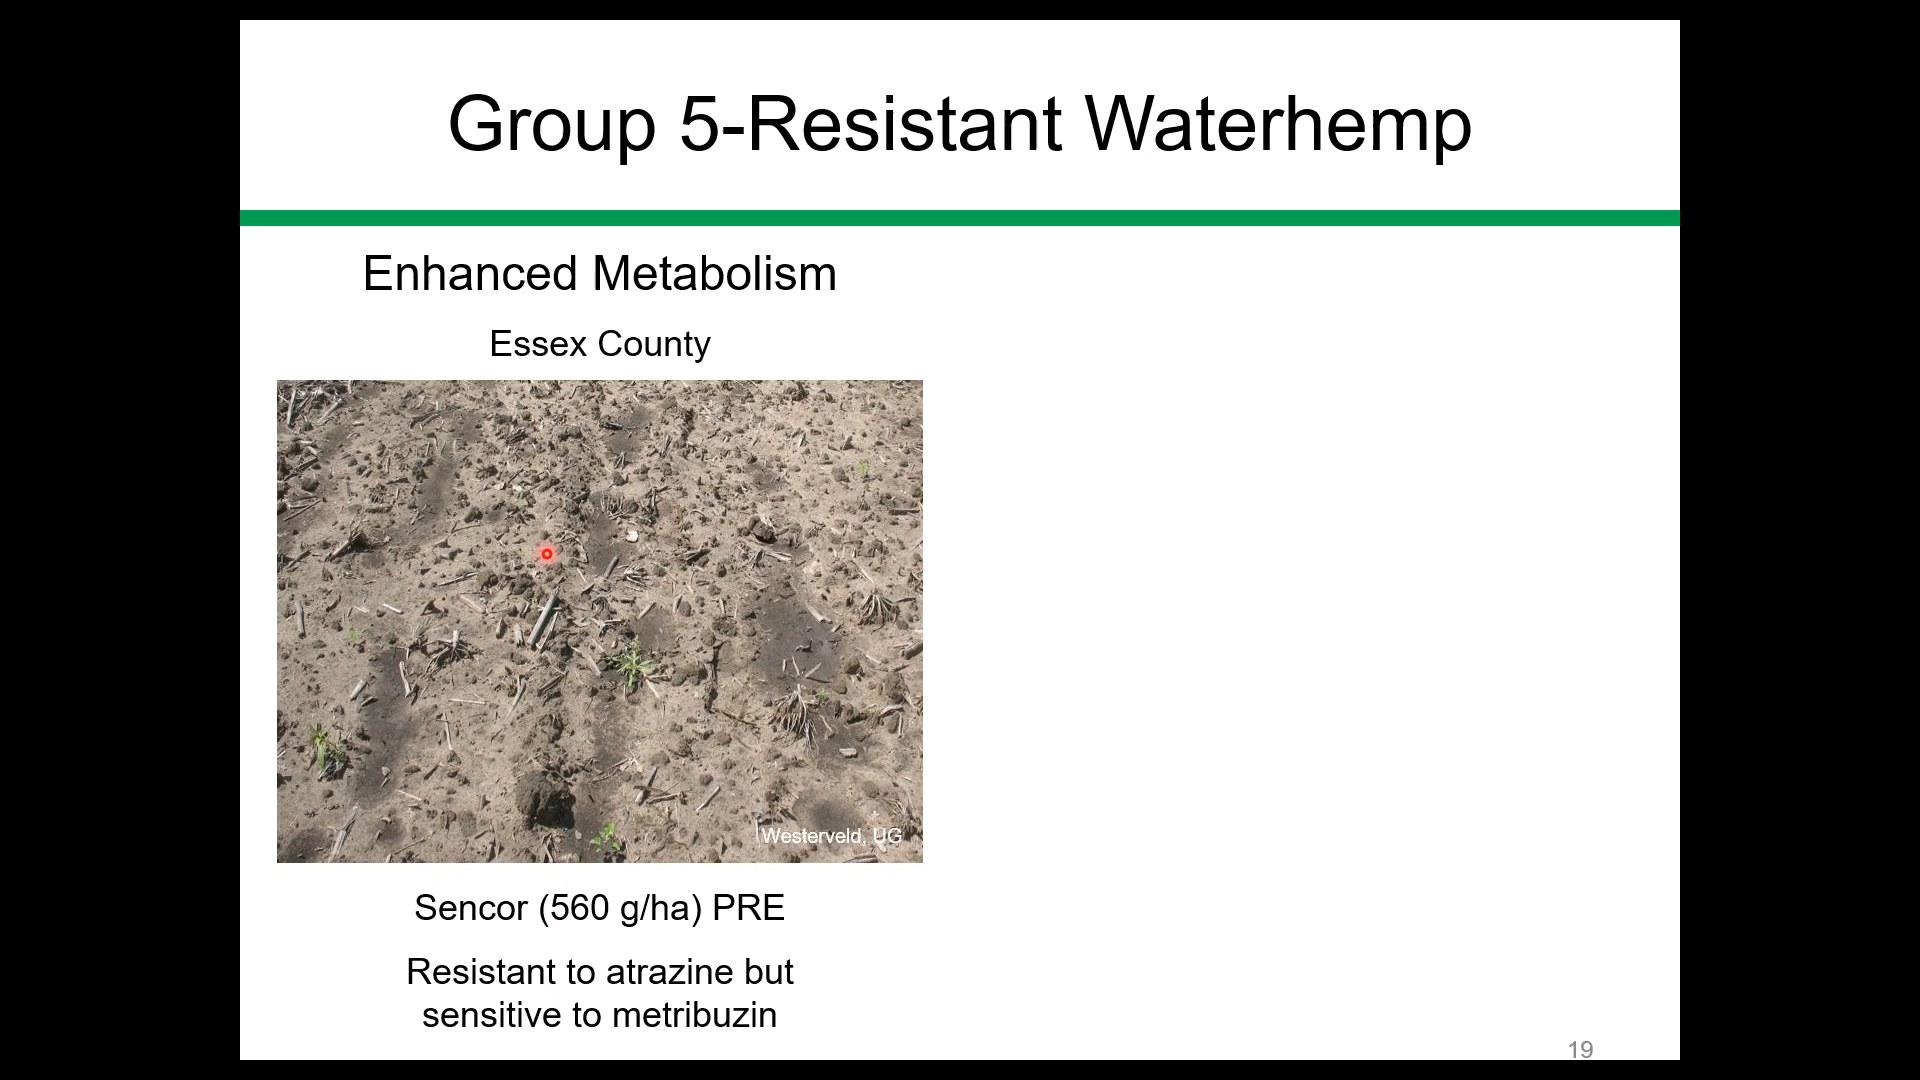 Group 5-Resistant Waterhemp
Enhanced Metabolism
Essex County
Westerveld, UG
Sencor (560 g/ha) PRE
Resistant to atrazine but
sensitive to metribuzin
19